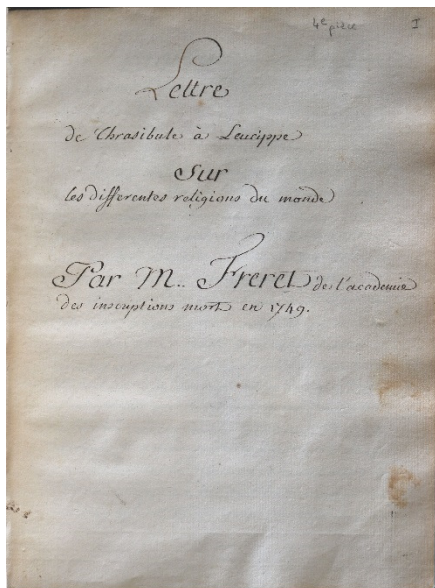 4e pièce I
Lettre
de Thrasibule à Leucippe
Sur
les differentes religions du monde
Par M.. Freret de l'academie
des inscriptions mort en 1749.